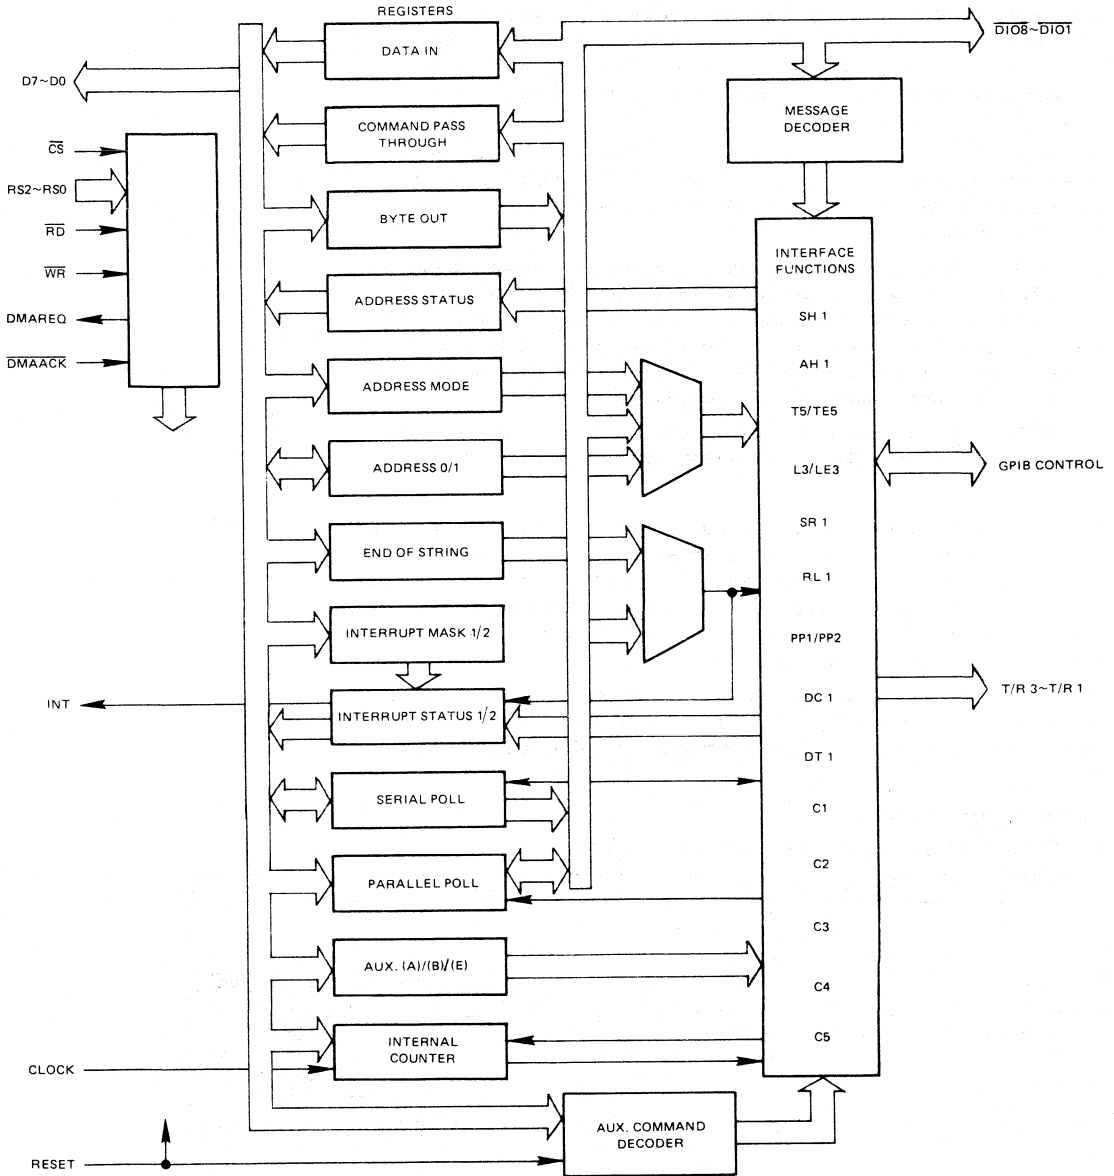 REGISTERS
DATA IN
DIO8~DIO1
D7~D0
COMMAND PASS
THROUGH
MESSAGE
DECODER
CS
RS2~RS0
RD
WR
DMAREQ
DMAACK
BYTE OUT
ADDRESS STATUS
ADDRESS MODE
ADDRESS 0/1
END OF STRING
INTERRUPT MASK 1/2
INT
INTERRUPT STATUS 1/2
SERIAL POLL
PARALLEL POLL
AUX. (A)/(B)/(E)
INTERNAL
COUNTER
CLOCK
RESET
AUX. COMMAND
DECODER
INTERFACE
FUNCTIONS
SH 1
AH 1
T5/TE5
L3/LE3
SR 1
RL 1
PP1/PP2
DC 1
DT 1
C1
C2
C3
C4
C5
GPIB CONTROL
T/R 3~T/R 1